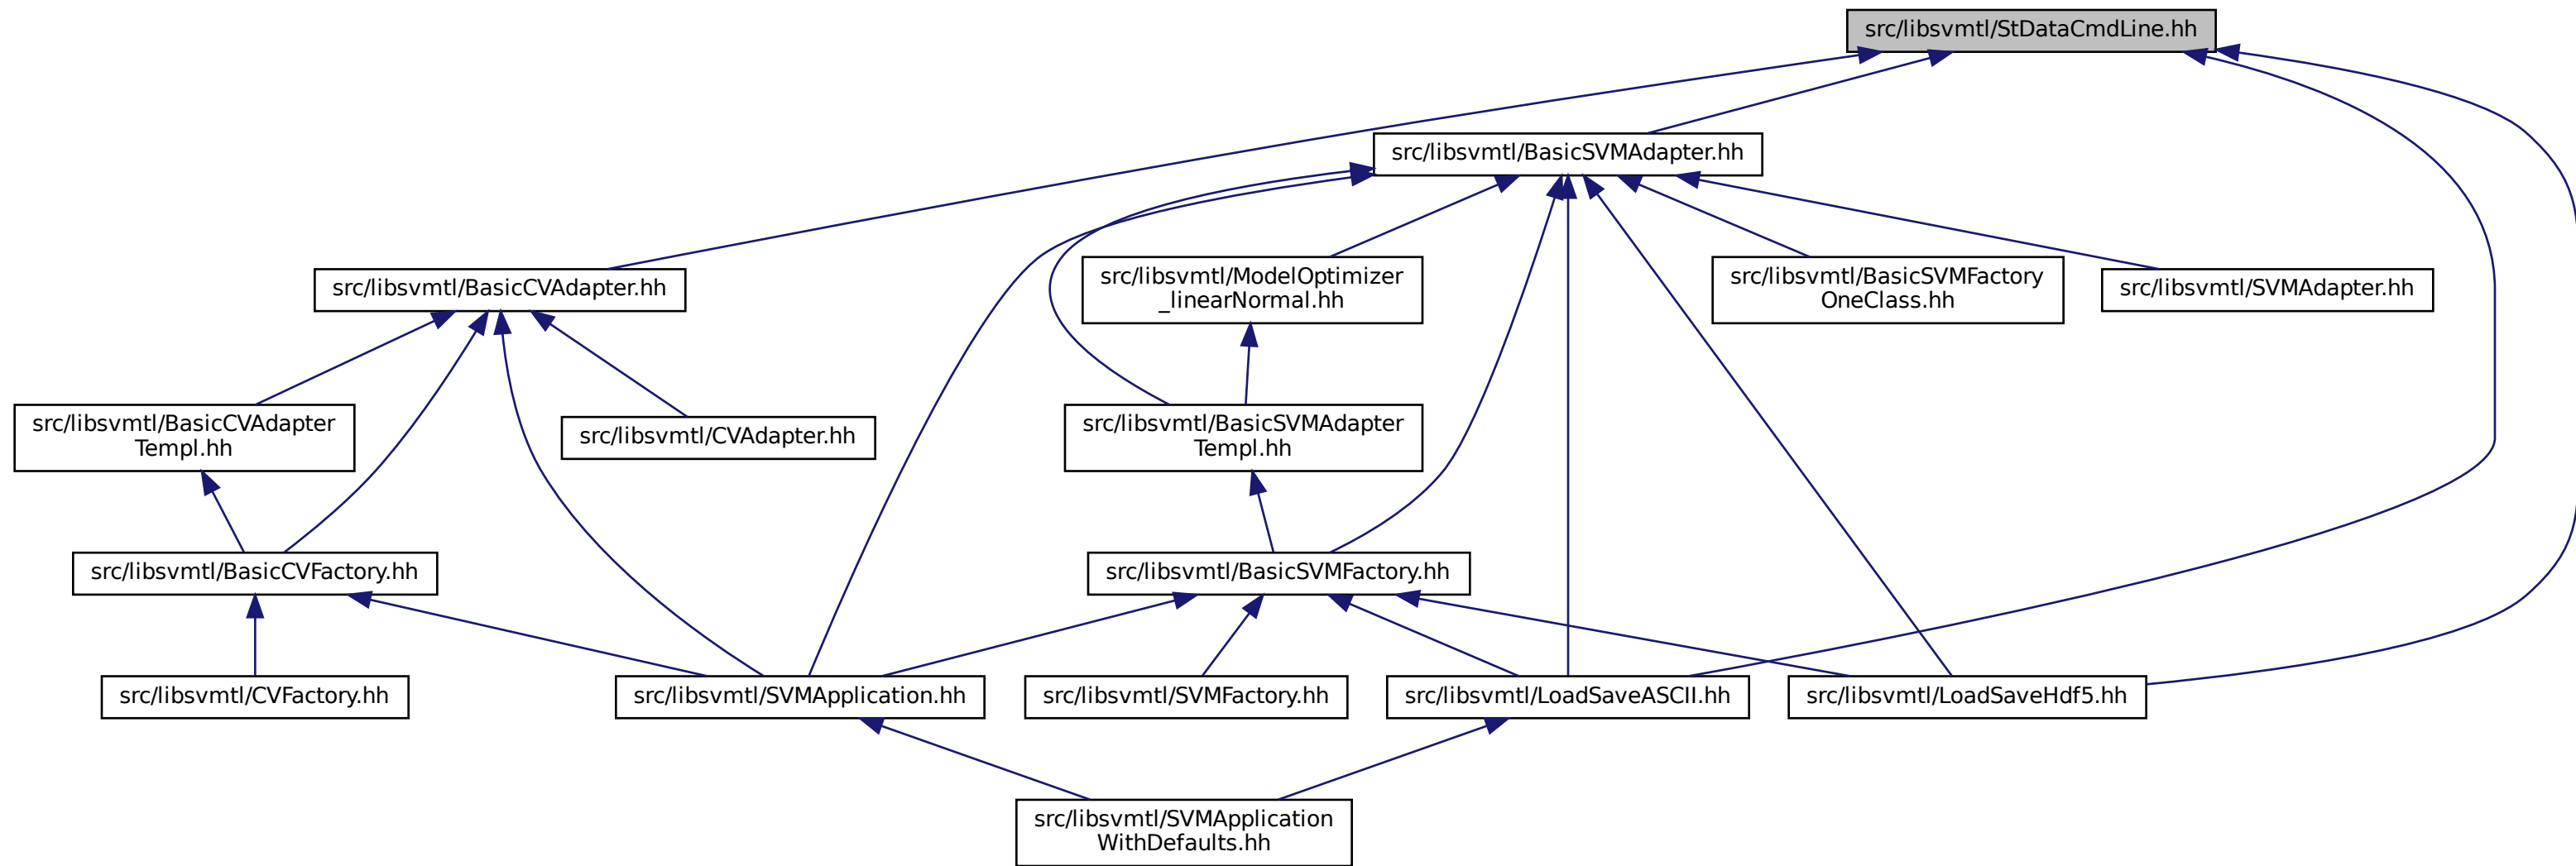 src/libsvmtl/StDataCmdLine.hh
src/libsvmtl/BasicSVMAdapter.hh
src/libsvmtl/BasicCVAdapter.hh
src/libsvmtl/ModelOptimizer
_linearNormal.hh
src/libsvmtl/BasicSVMFactory
OneClass.hh
src/libsvmtl/SVMAdapter.hh
src/libsvmtl/BasicCVAdapter
Templ.hh
src/libsvmtl/CVAdapter.hh
src/libsvmtl/BasicSVMAdapter
Templ.hh
src/libsvmtl/BasicCVFactory.hh
src/libsvmtl/BasicSVMFactory.hh
src/libsvmtl/CVFactory.hh
src/libsvmtl/SVMApplication.hh
src/libsvmtl/SVMFactory.hh
src/libsvmtl/LoadSaveASCII.hh
src/libsvmtl/LoadSaveHdf5.hh
src/libsvmtl/SVMApplication
WithDefaults.hh